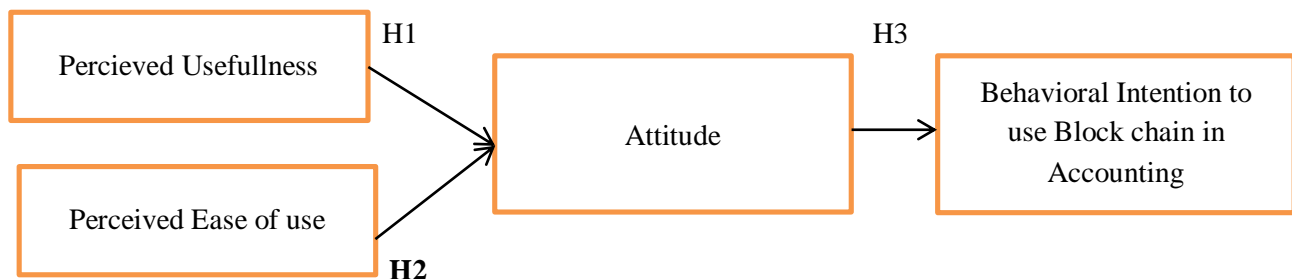 H1
H3
Percieved Usefullness
Attitude
Behavioral Intention to
use Block chain in
Accounting
Perceived Ease of use
H2